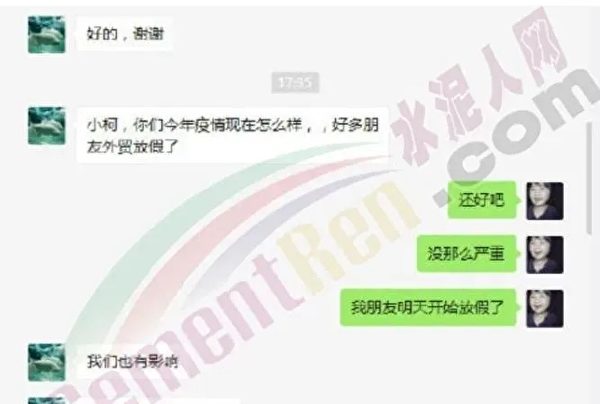 好的，谢谢
17:35
小柯，你们今年疫情现在怎么样，，好多朋
友外贸放假了
还好吧
没那么严重
我朋友明天开始放假了
我们也有影响
水泥人网
CementRen.com